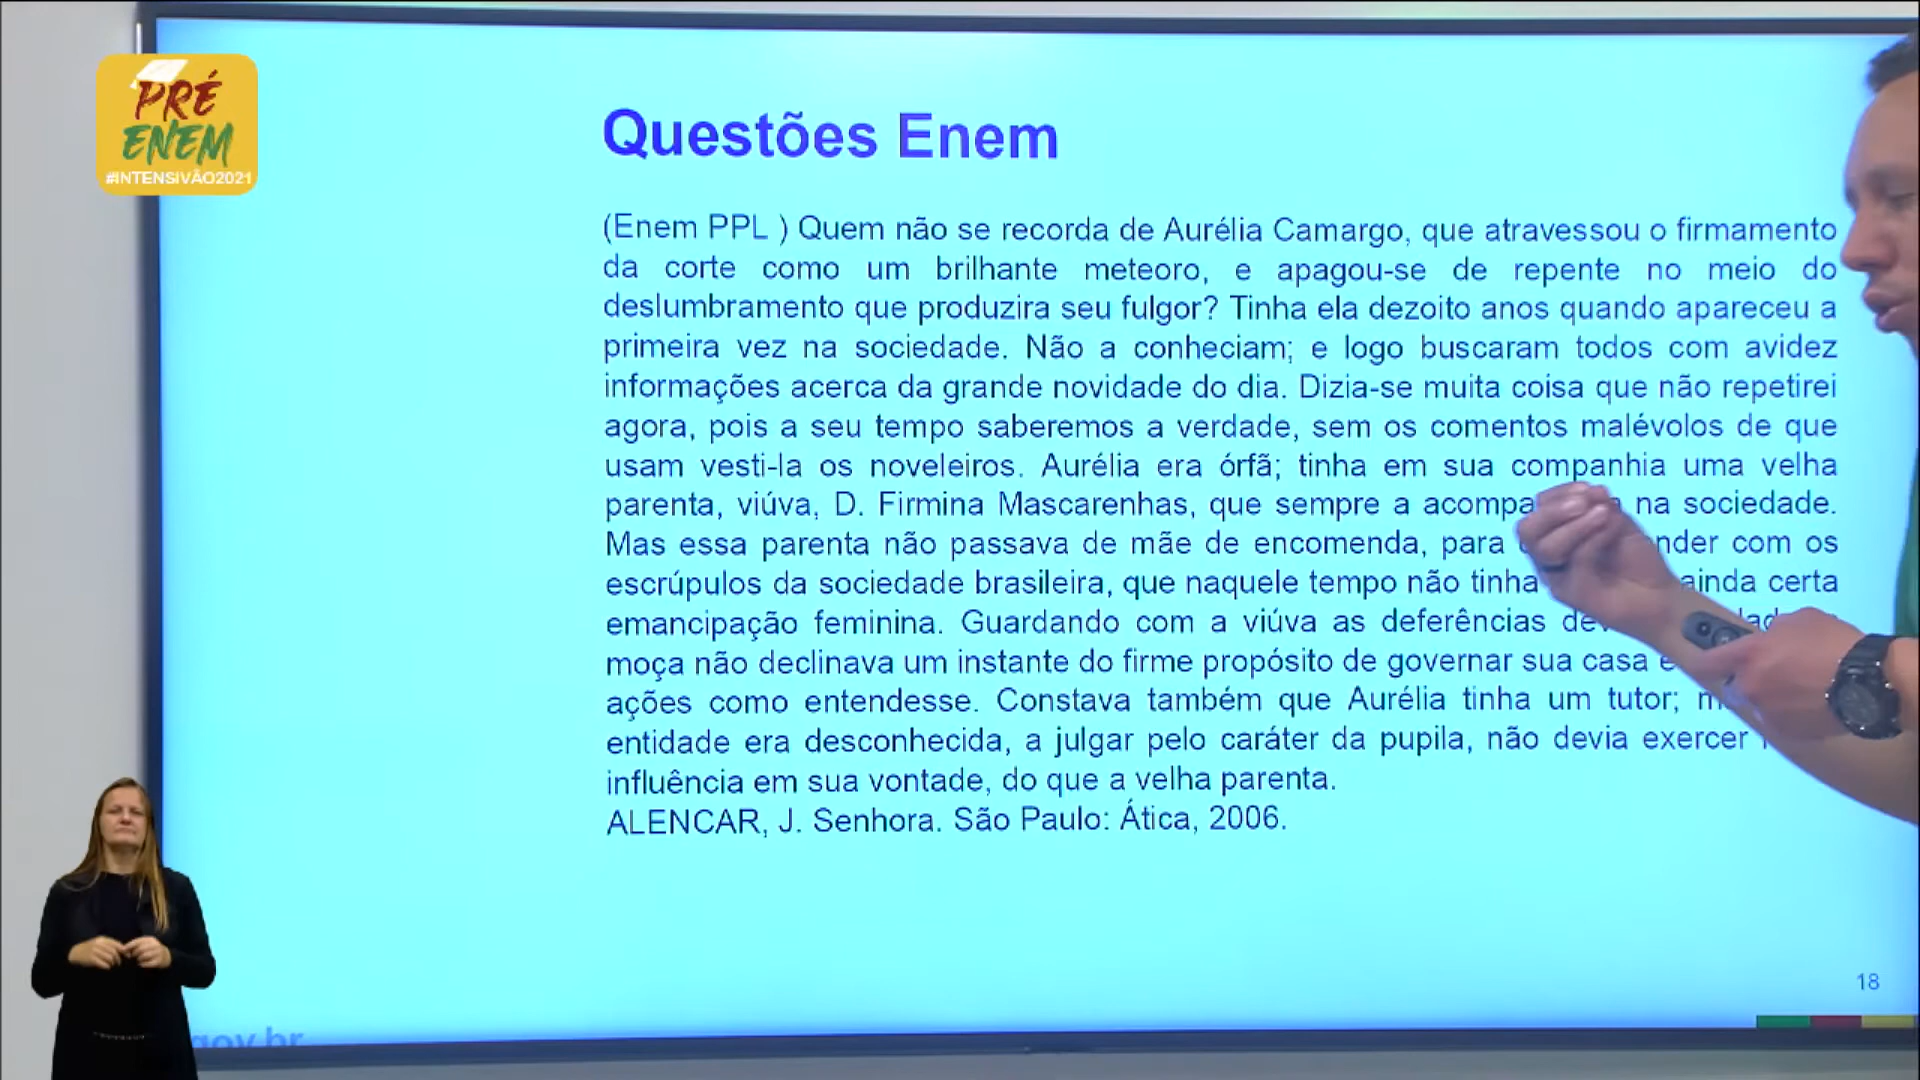 PRÉ
ENEM
#INTENSIVÃO2021
Questões Enem
(Enem PPL ) Quem não se recorda de Aurélia Camargo, que atravessou o firmamento
da corte como um brilhante meteoro, e apagou-se de repente no meio do
deslumbramento que produzira seu fulgor? Tinha ela dezoito anos quando apareceu a
primeira vez na sociedade. Não a conheciam; e logo buscaram todos com avidez
informações acerca da grande novidade do dia. Dizia-se muita coisa que não repetirei
agora, pois a seu tempo saberemos a verdade, sem os comentos malévolos de que
usam vesti-la os noveleiros. Aurélia era órfã; tinha em sua companhia uma velha
parenta, viúva, D. Firmina Mascarenhas, que sempre a na sociedade.
Mas essa parenta não passava de mãe de encomenda, para com os
escrúpulos da sociedade brasileira, que naquele tempo não tinha ainda certa
emancipação feminina. Guardando com a viúva as deferências
moça não declinava um instante do firme propósito de governar sua casa
ações como entendesse. Constava também que Aurélia tinha um tutor;
entidade era desconhecida, a julgar pelo caráter da pupila, não devia exercer
influência em sua vontade, do que a velha parenta.
ALENCAR, J. Senhora. São Paulo: Ática, 2006.
18
gov.br